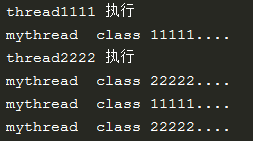 thread1111 执行
mythread  class 11111....
thread2222 执行
mythread  class 22222....
mythread  class 11111....
mythread  class 22222....